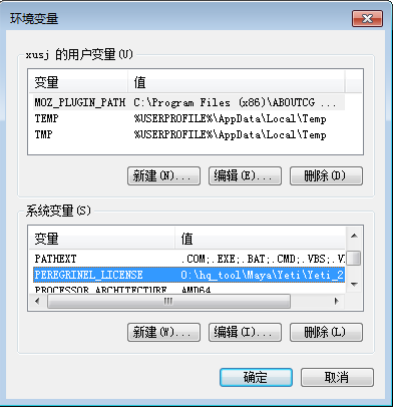 环境变量
xusj 的用户变量(U)
变量 值
MOZ_PLUGIN_PATH C:\Program Files (x86)\ABOUTCG ...
TEMP %USERPROFILE%\AppData\Local\Temp
TMP %USERPROFILE%\AppData\Local\Temp
新建(N)... 编辑(E)... 删除(D)
系统变量(S)
变量 值
PATHEXT .COM;.EXE;.BAT;.CMD;.VBS;.V
PEREGRINEL_LICENSE O:\hq_tool\Maya\Yeti\Yeti_2
PROCESSOR_ARCHITECTURE AMD64
新建(W)... 编辑(I)... 删除(L)
确定 取消